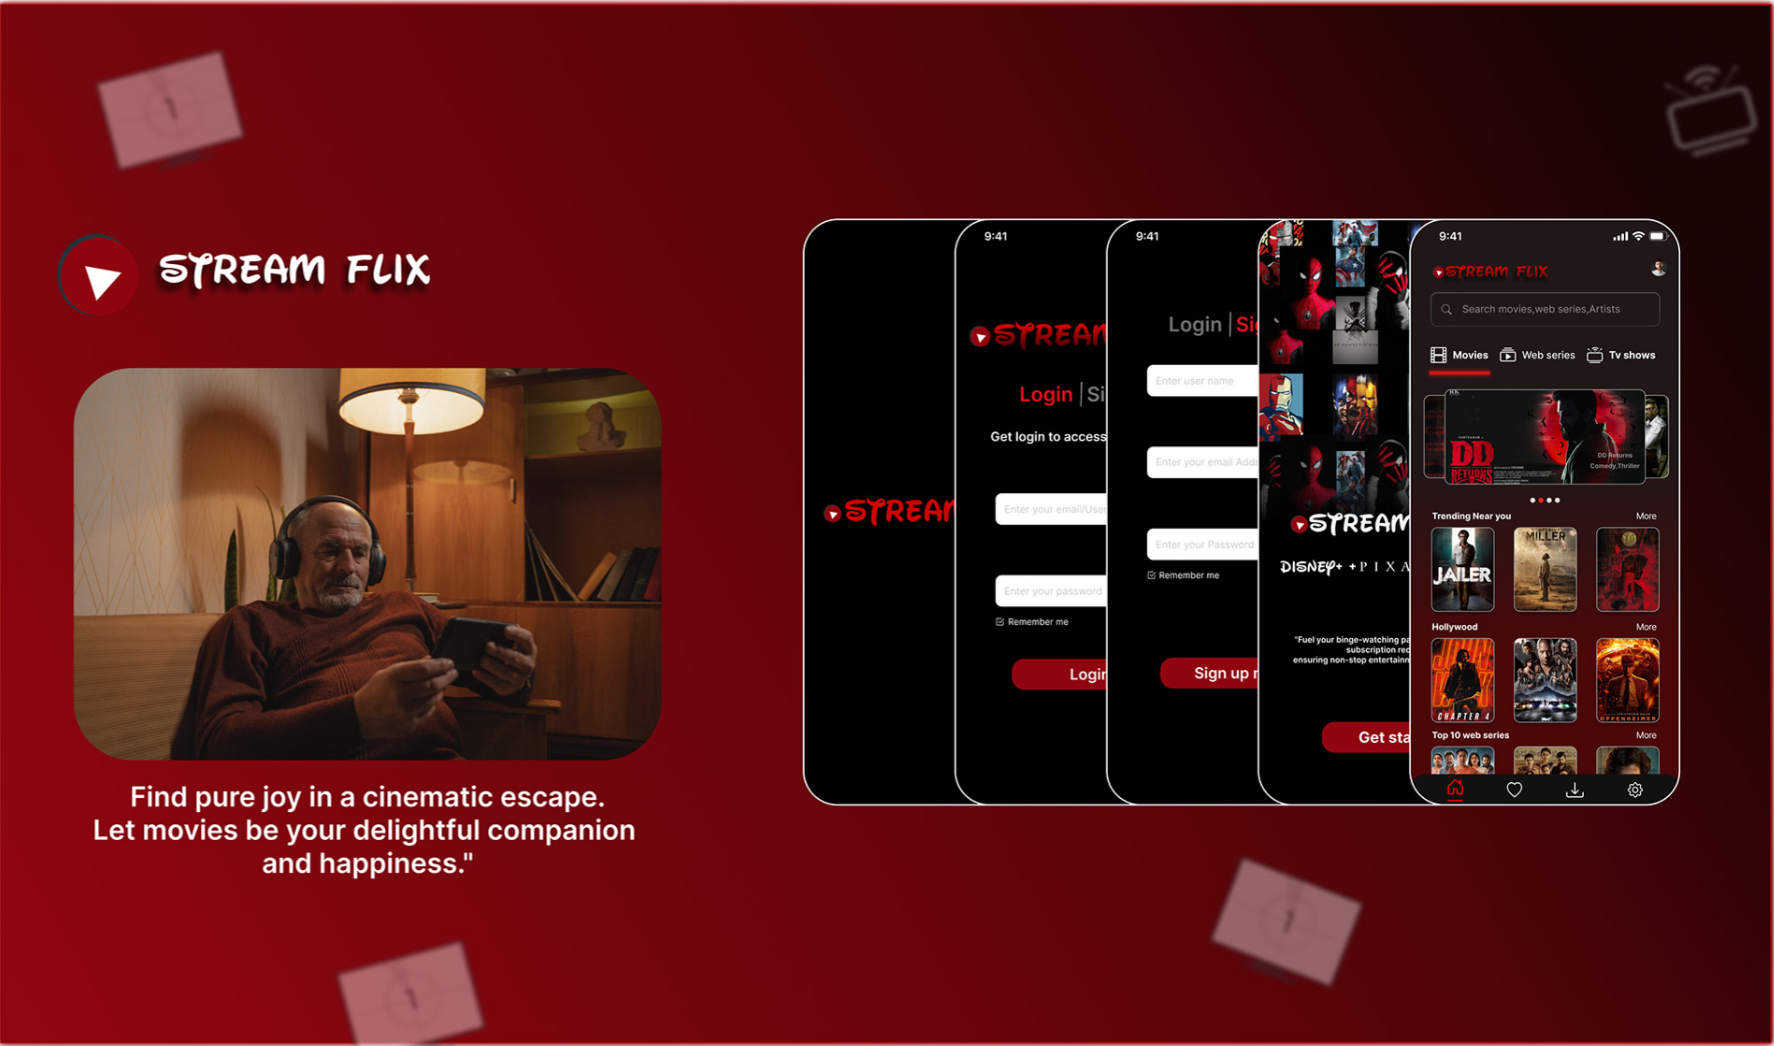 1
STREAM FLIX
Find pure joy in a cinematic escape.
Let movies be your delightful companion
and happiness."
1
1
STREAM
9:41
STREAM
Login | Si
Get login to access
Enter your email/User
Enter your password
Remember me
Login
9:41
Login | Si
Enter user name
Enter your email Addr
Enter your Password
Remember me
Sign up n
STREAM
DISNEY+ +PIXA
"Fuel your binge-watching pa
subscription rec
ensuring non-stop entertainm
Get sta
9:41
STREAM FLIX
Search movies,web series,Artists
Movies
Web series
Tv shows
DD
RETURNS
DD Returns
Comedy,Thriller
Trending Near you
More
JAILER
MILLER
Hollywood
More
JOHN
WICK
CHAPTER 4
OPPENHEIMER
Top 10 web series
More